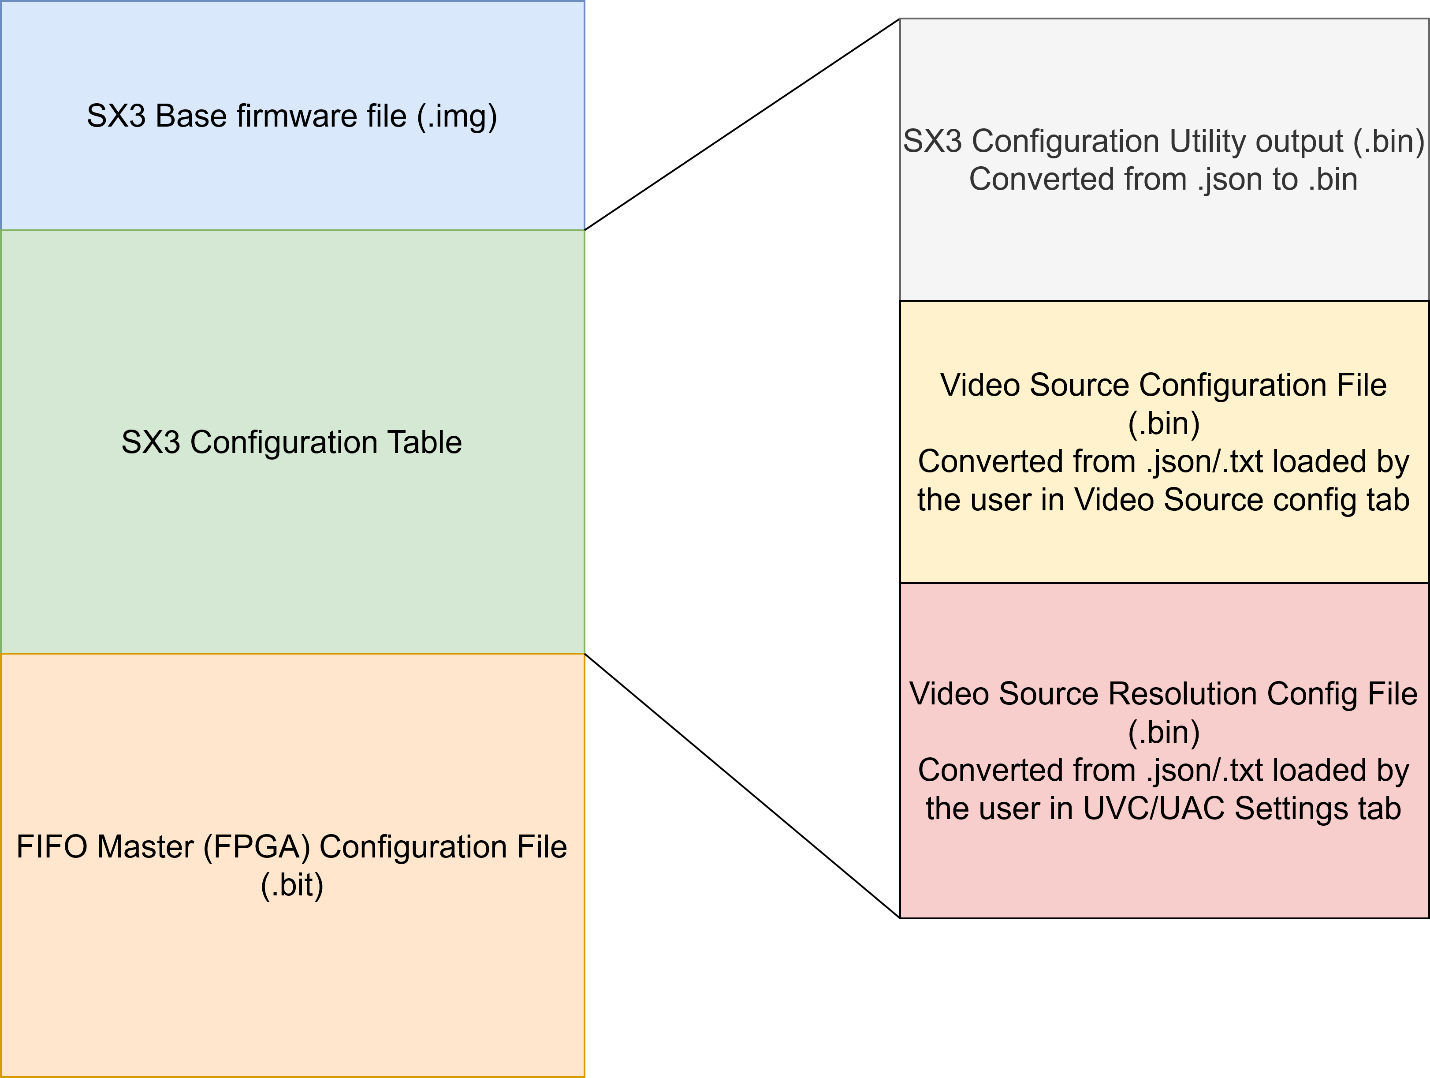 SX3 Base firmware file (.img)
SX3 Configuration Table
FIFO Master (FPGA) Configuration File
(.bit)
SX3 Configuration Utility output (.bin)
Converted from .json to .bin
Video Source Configuration File
(.bin)
Converted from .json/.txt loaded by
the user in Video Source config tab
Video Source Resolution Config File
(.bin)
Converted from .json/.txt loaded by
the user in UVC/UAC Settings tab